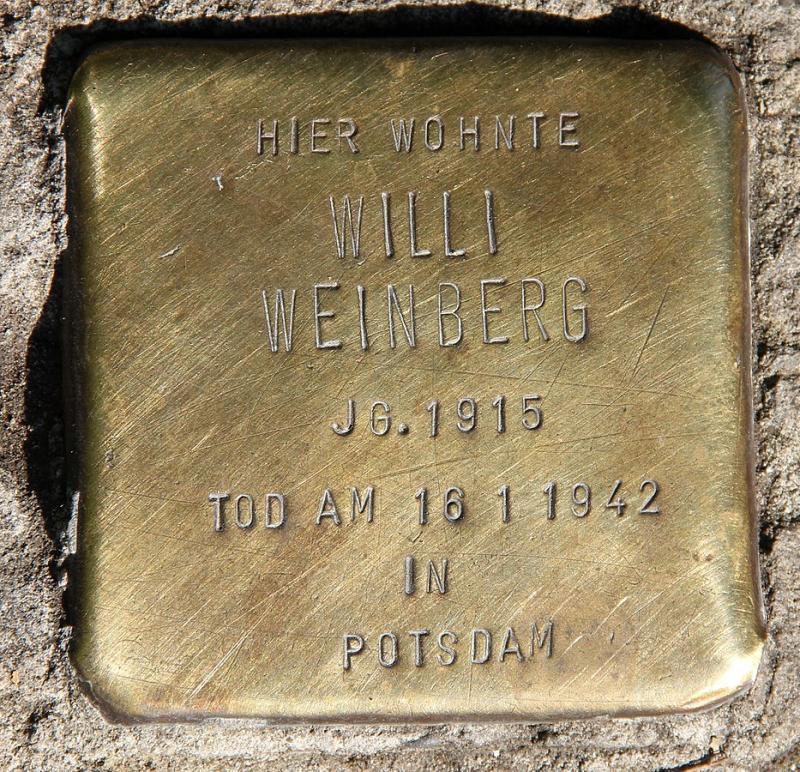 HIER WOHNTE
WILLI
WEINBERG
JG. 1915
TOD AM 16 1 1942
IN
POTSDAM